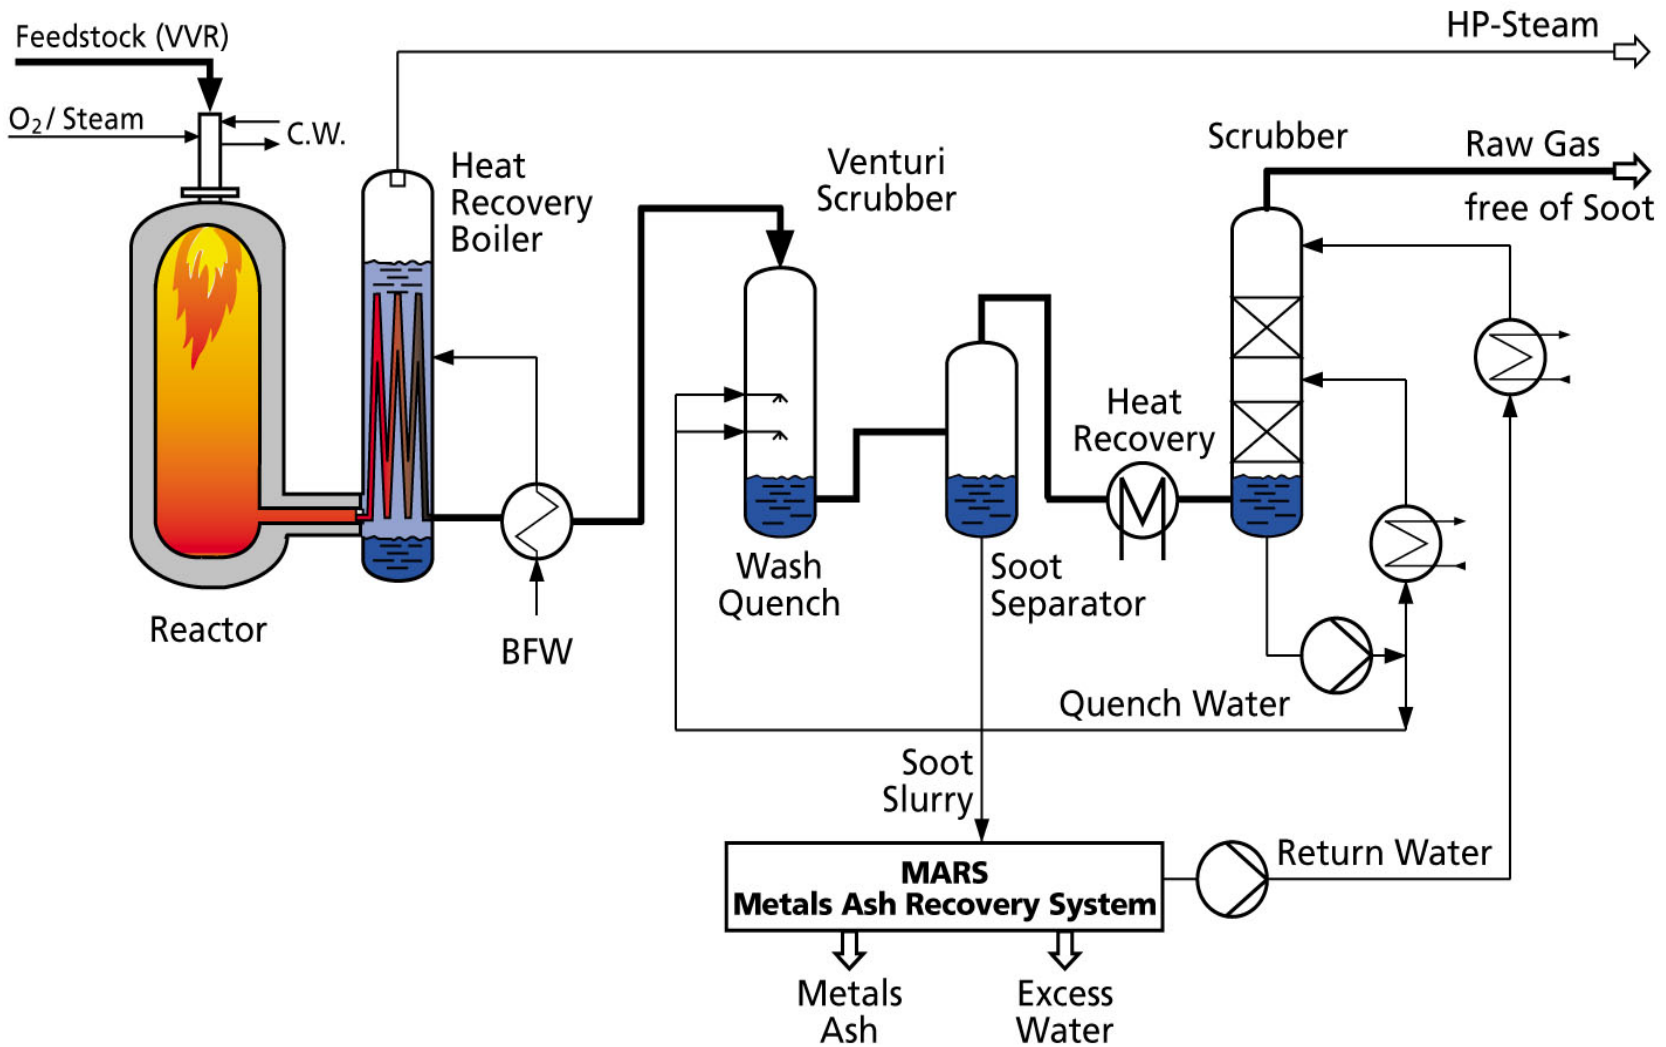 Feedstock (VVR)
HP-Steam
O₂/ Steam
C.W.
Heat
Recovery
Boiler
Venturi
Scrubber
Scrubber
Raw Gas
free of Soot
Heat
Recovery
Wash
Quench
Soot
Separator
Reactor
BFW
Quench Water
Soot
Slurry
MARS
Metals Ash Recovery System
Return Water
Metals
Ash
Excess
Water